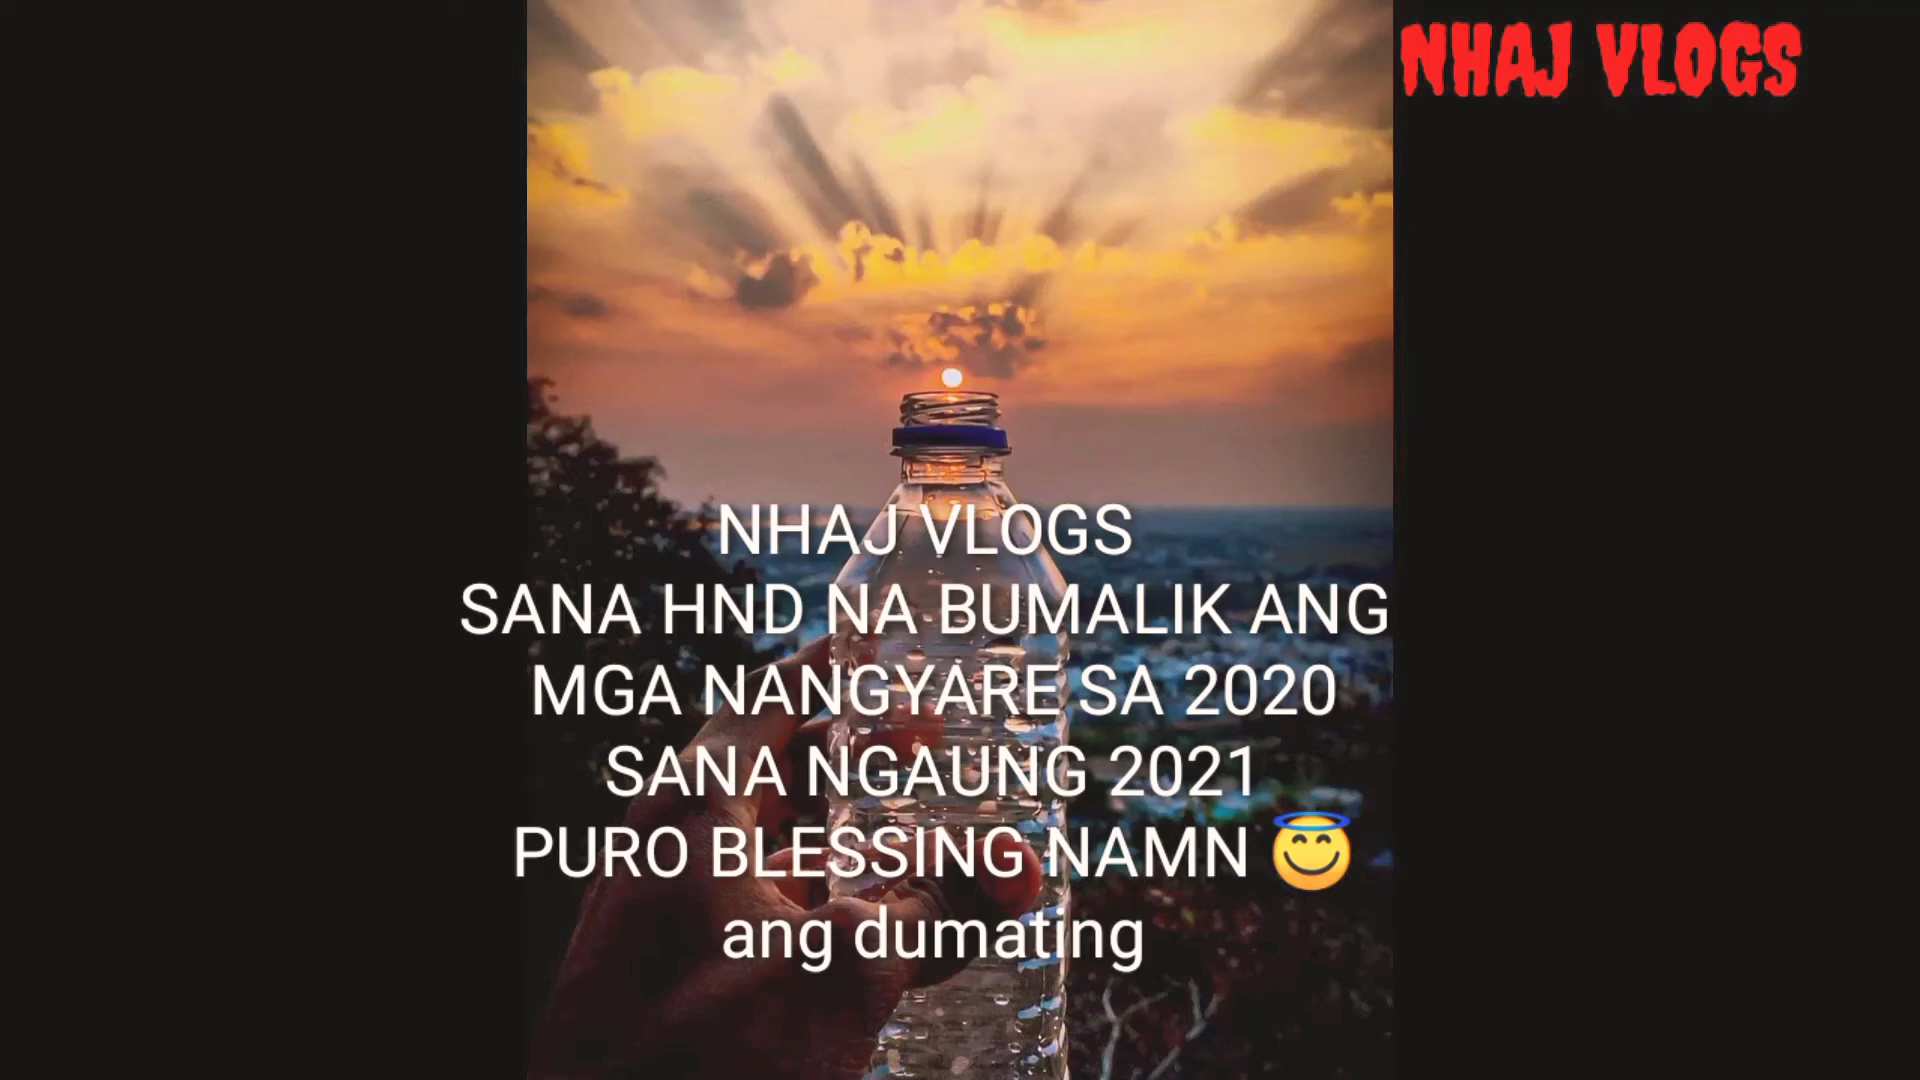 NHAJ VLOGS
NHAJ VLOGS
SANA HND NA BUMALIK ANG
MGA NANGYARE SA 2020
SANA NGAUNG 2021
PURO BLESSING NAMN 😇
ang dumating